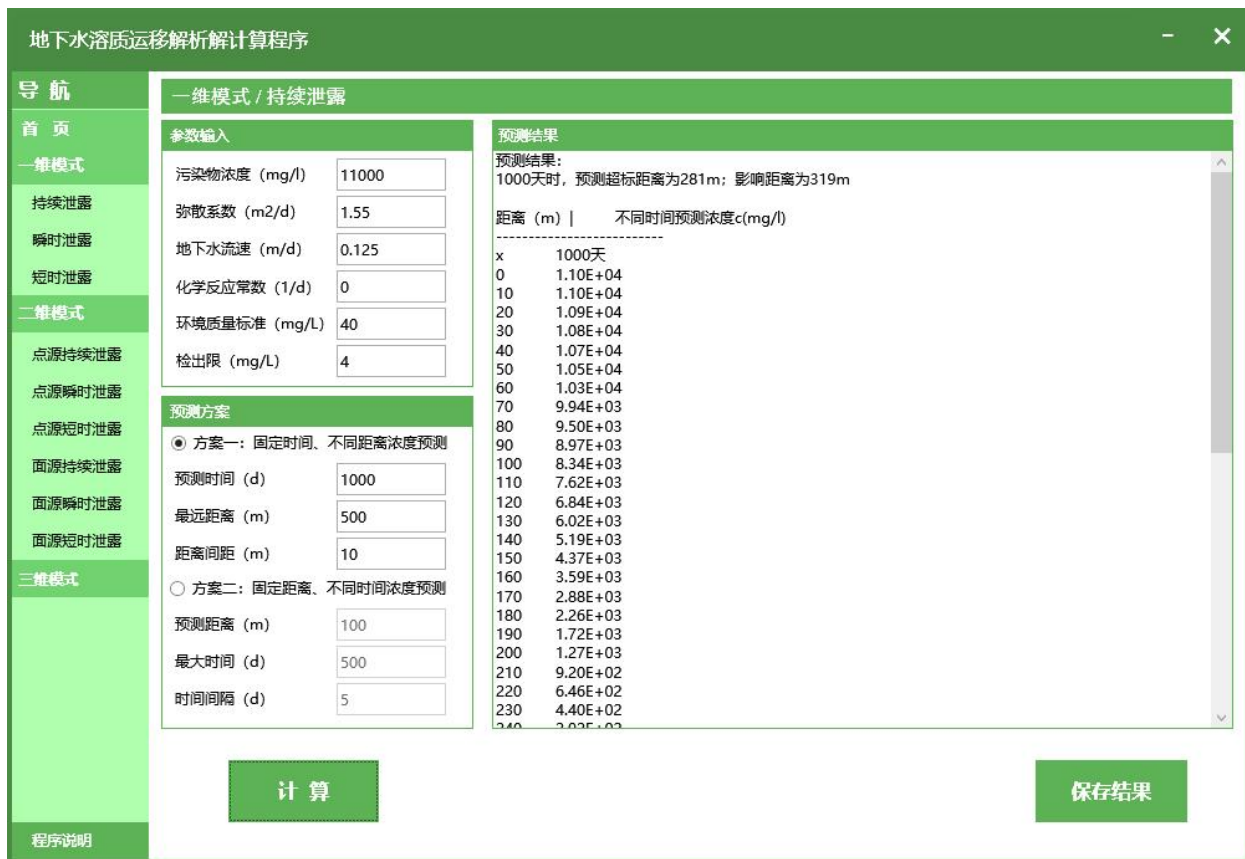 地下水溶质运移解析解计算程序
导 航
首 页
一维模式
持续泄露
瞬时泄露
短时泄露
二维模式
点源持续泄露
点源瞬时泄露
点源短时泄露
面源持续泄露
面源瞬时泄露
面源短时泄露
三维模式
程序说明
一维模式 / 持续泄露
参数输入
污染物浓度（mg/l） 11000
弥散系数（m2/d） 1.55
地下水流速（m/d） 0.125
化学反应常数（1/d） 0
环境质量标准（mg/L） 40
检出限（mg/L） 4
预测方案
方案一：固定时间、不同距离浓度预测
预测时间（d） 1000
最远距离（m） 500
距离间距（m） 10
方案二：固定距离、不同时间浓度预测
预测距离（m） 100
最大时间（d） 500
时间间隔（d） 5
计 算
预测结果
预测结果：
1000天时，预测超标距离为281m；影响距离为319m
距离（m）| 不同时间预测浓度c(mg/l)
--------------------------
x 1000天
0 1.10E+04
10 1.10E+04
20 1.09E+04
30 1.08E+04
40 1.07E+04
50 1.05E+04
60 1.03E+04
70 9.94E+03
80 9.50E+03
90 8.97E+03
100 8.34E+03
110 7.62E+03
120 6.84E+03
130 6.02E+03
140 5.19E+03
150 4.37E+03
160 3.59E+03
170 2.88E+03
180 2.26E+03
190 1.72E+03
200 1.27E+03
210 9.20E+02
220 6.46E+02
230 4.40E+02
保存结果